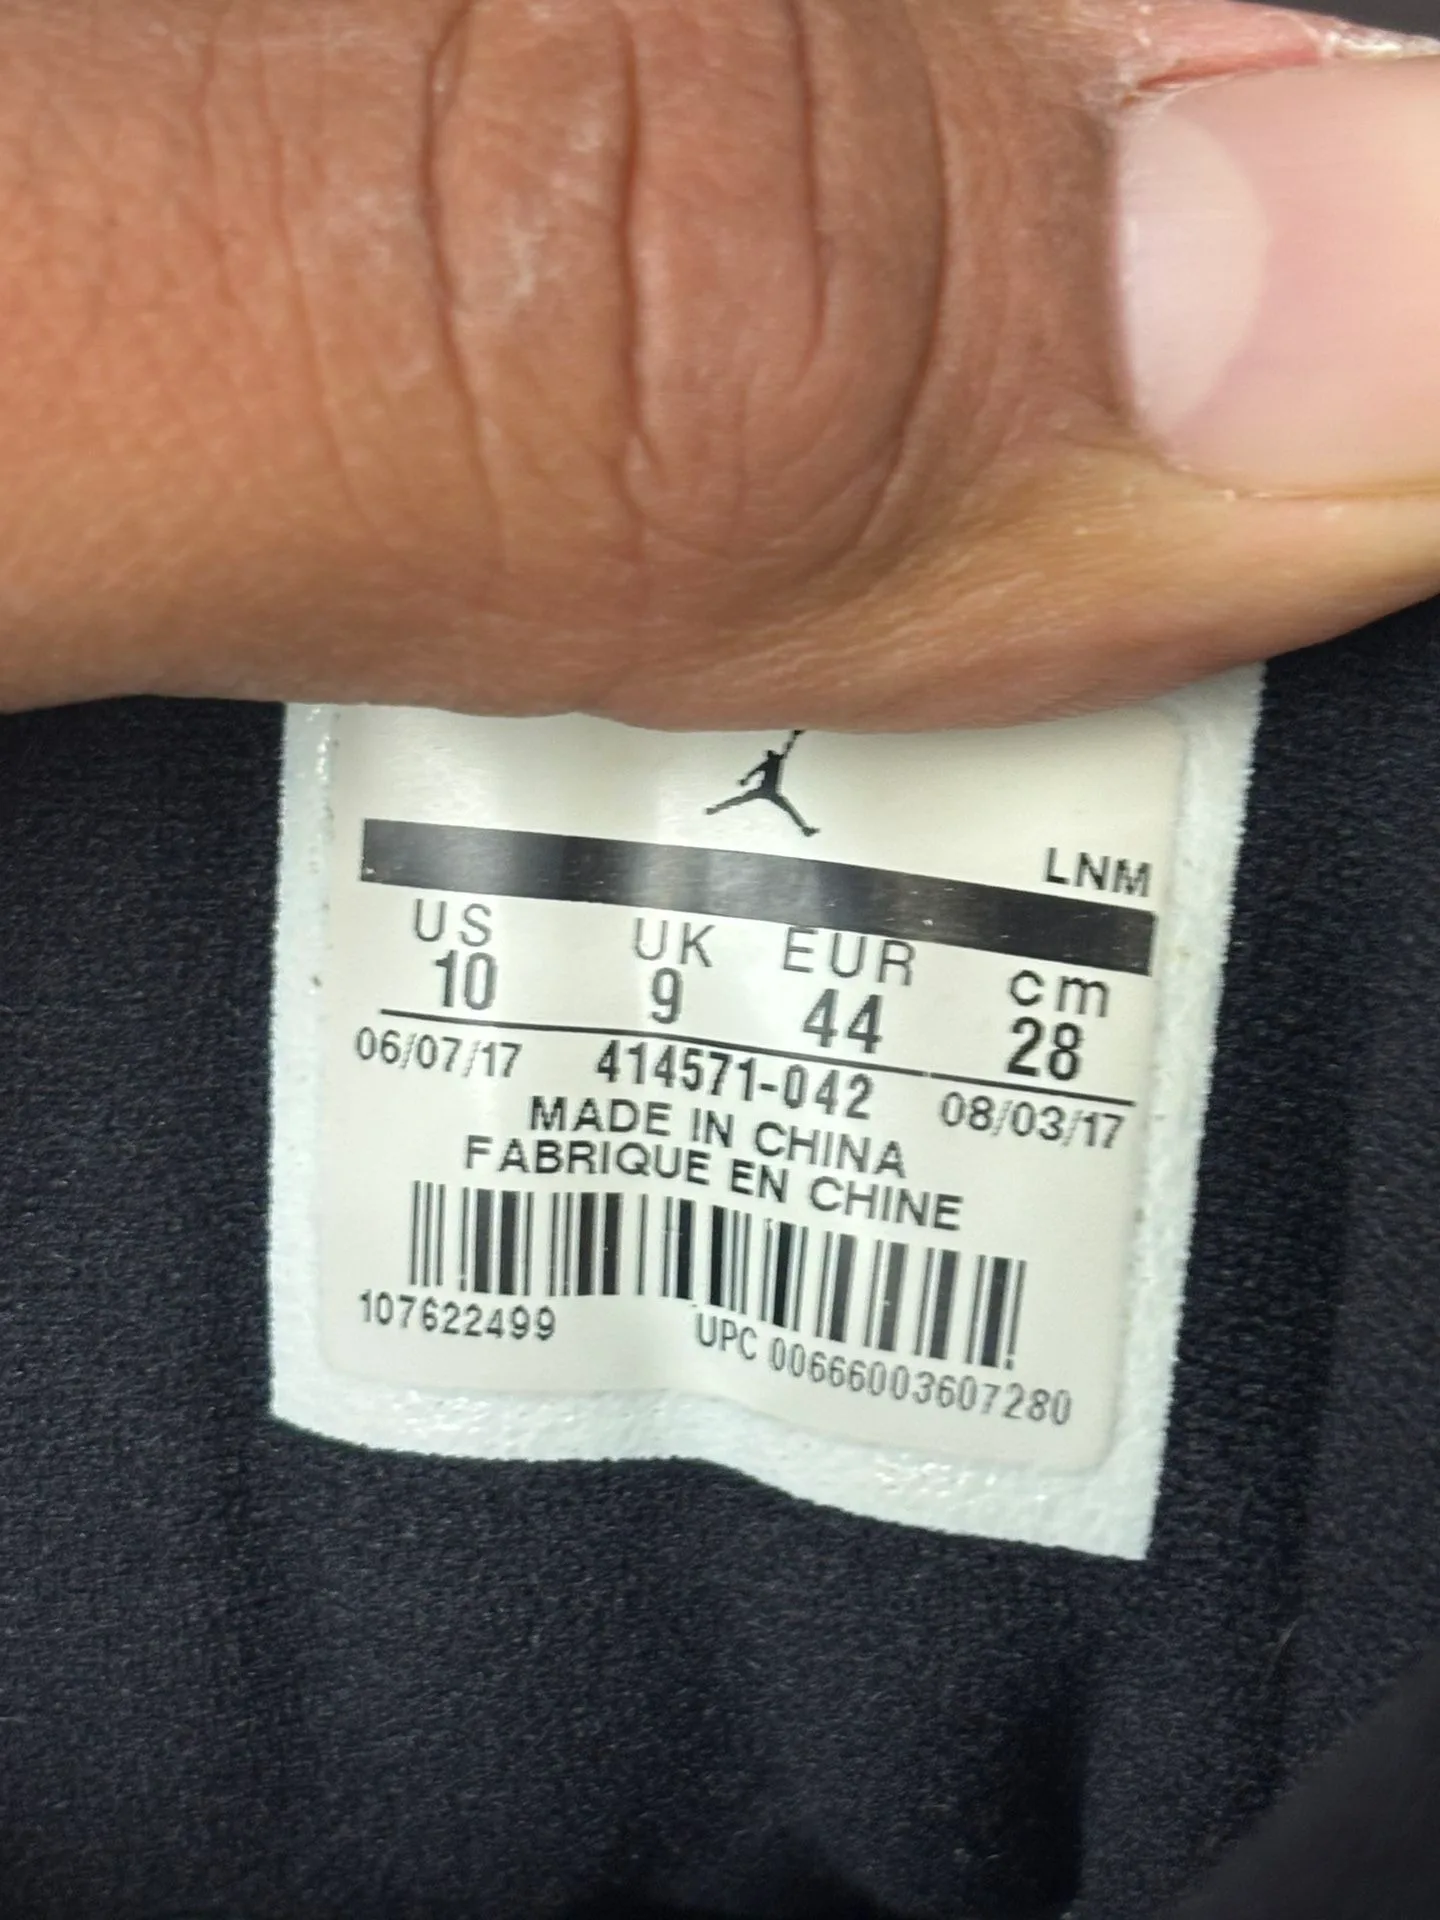 LNM
US UK EUR cm
10 9 44 28
06/07/17 414571-042 08/03/17
MADE IN CHINA
FABRIQUE EN CHINE
107622499 UPC 00666003607280